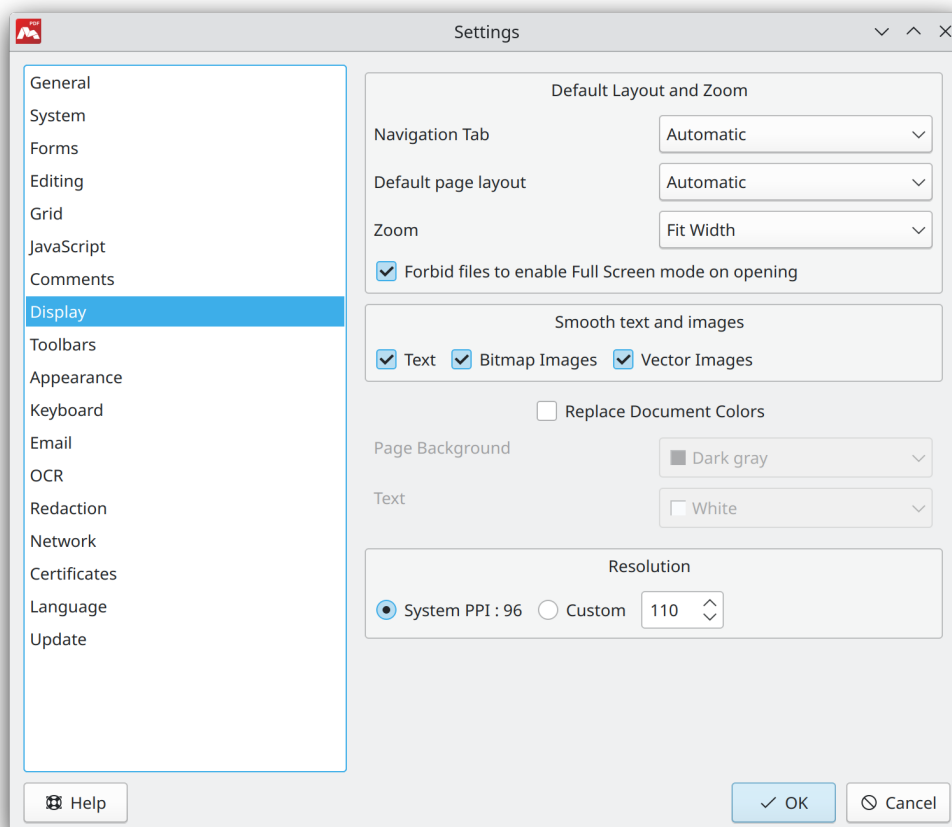 PDF
Settings
General
System
Forms
Editing
Grid
JavaScript
Comments
Display
Toolbars
Appearance
Keyboard
Email
OCR
Redaction
Network
Certificates
Language
Update
Default Layout and Zoom
Navigation Tab Automatic
Default page layout Automatic
Zoom Fit Width
Forbid files to enable Full Screen mode on opening
Smooth text and images
Text Bitmap Images Vector Images
Replace Document Colors
Page Background Dark gray
Text White
Resolution
System PPI : 96 Custom 110
Help OK Cancel